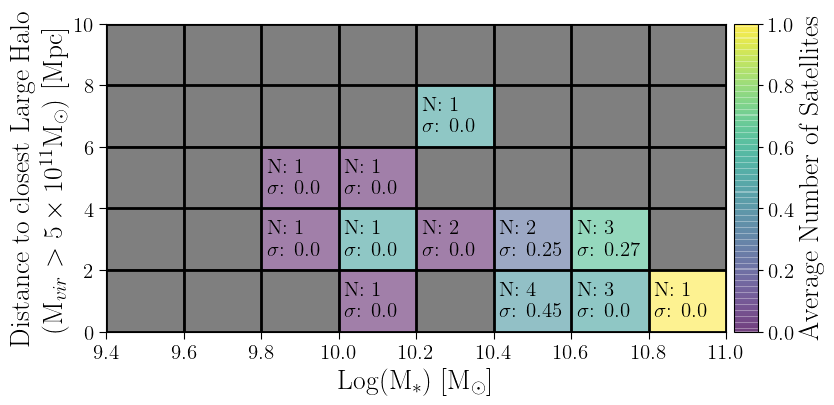 Distance to closest Large Halo
(M_vir > 5 × 10^11 M_⊙) [Mpc]
10
8
6
4
2
0
N: 1
σ: 0.0
N: 1
σ: 0.0
N: 1
σ: 0.0
N: 1
σ: 0.0
N: 1
σ: 0.0
N: 2
σ: 0.0
N: 2
σ: 0.25
N: 3
σ: 0.27
N: 1
σ: 0.0
N: 4
σ: 0.45
N: 3
σ: 0.0
N: 1
σ: 0.0
9.4 9.6 9.8 10.0 10.2 10.4 10.6 10.8 11.0
Log(M_*) [M_⊙]
1.0
0.8
0.6
0.4
0.2
0.0
Average Number of Satellites